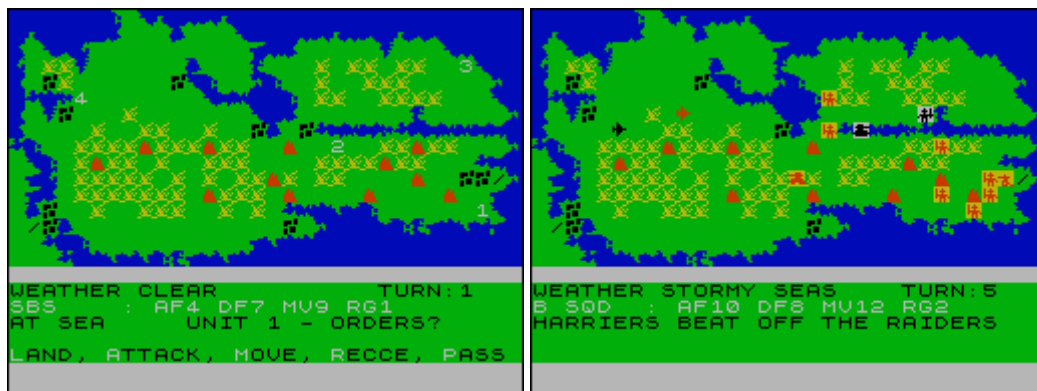 3
4
2
1
WEATHER CLEAR TURN:1
SBS : AF4 DF7 MV9 RG1
AT SEA UNIT 1 - ORDERS?
LAND, ATTACK, MOVE, RECCE, PASS
WEATHER STORMY SEAS TURN:5
B SQD : AF10 DF8 MV12 RG2
HARRIERS BEAT OFF THE RAIDERS